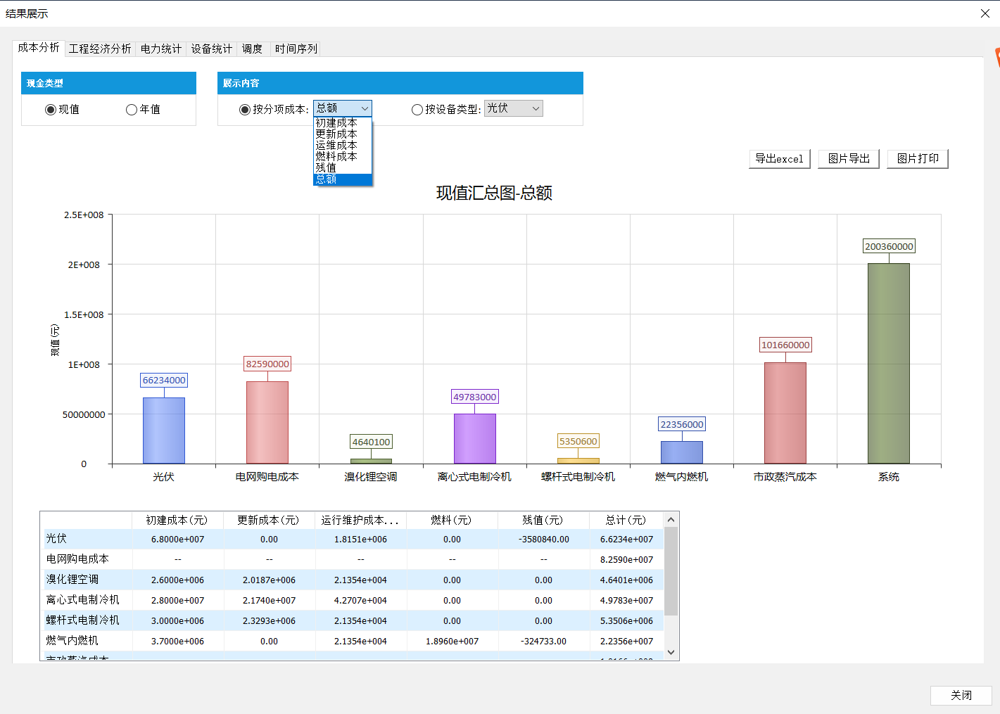 结果展示
成本分析 工程经济分析 电力统计 设备统计 调度 时间序列
现金类型 展示内容
现值 年值 按分项成本: 总额 按设备类型: 光伏
初建成本
更新成本
运维成本
燃料成本
残值
总额
导出excel 图片导出 图片打印
现值汇总图-总额
2.5E+008
2E+008
1.5E+008
1E+008
50000000
0
现值(元)
66234000
82590000
4640100
49783000
5350600
22356000
101660000
200360000
光伏 电网购电成本 溴化锂空调 离心式电制冷机 螺杆式电制冷机 燃气内燃机 市政蒸汽成本 系统
初建成本(元) 更新成本(元) 运行维护成本... 燃料(元) 残值(元) 总计(元)
光伏 6.8000e+007 0.00 1.8151e+006 0.00 -3580840.00 6.6234e+007
电网购电成本 -- -- -- -- -- 8.2590e+007
溴化锂空调 2.6000e+006 2.0187e+006 2.1354e+004 0.00 0.00 4.6401e+006
离心式电制冷机 2.8000e+007 2.1740e+007 4.2707e+004 0.00 0.00 4.9783e+007
螺杆式电制冷机 3.0000e+006 2.3293e+006 2.1354e+004 0.00 0.00 5.3506e+006
燃气内燃机 3.7000e+006 0.00 2.1354e+004 1.8960e+007 -324733.00 2.2356e+007
市政蒸汽成本 1.0166e+008
关闭